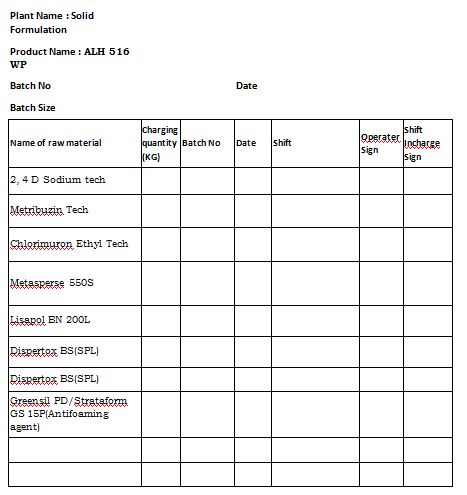 Plant Name : Solid
Formulation
Product Name : ALH 516
WP
Batch No Date
Batch Size
Name of raw material Charging quantity (KG) Batch No Date Shift Operater Sign Shift Incharge Sign
2, 4 D Sodium tech
Metribuzin Tech
Chlorimuron Ethyl Tech
Metasperse 550S
Lisapol BN 200L
Dispertox BS(SPL)
Dispertox BS(SPL)
Greensil PD/Strataform
GS 15P(Antifoaming
agent)